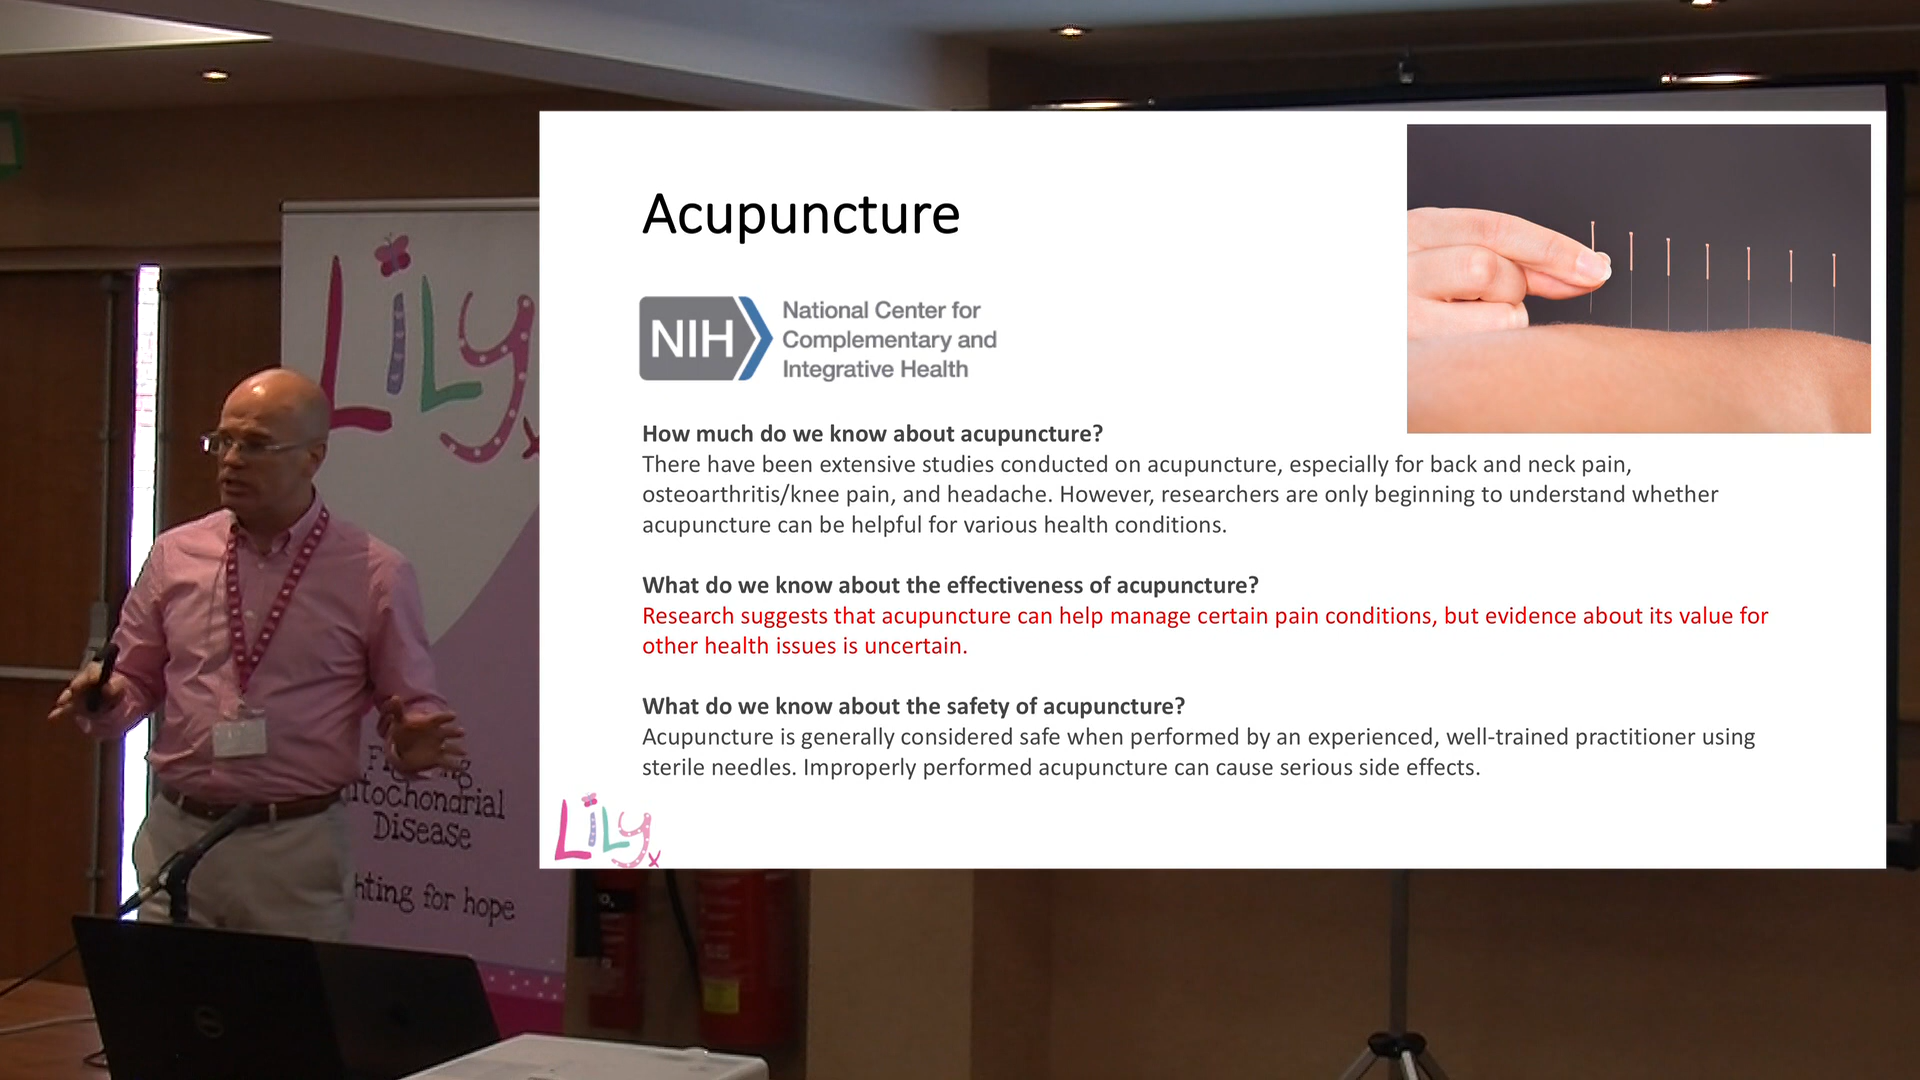 Acupuncture
NIH
National Center for
Complementary and
Integrative Health
How much do we know about acupuncture?
There have been extensive studies conducted on acupuncture, especially for back and neck pain,
osteoarthritis/knee pain, and headache. However, researchers are only beginning to understand whether
acupuncture can be helpful for various health conditions.
What do we know about the effectiveness of acupuncture?
Research suggests that acupuncture can help manage certain pain conditions, but evidence about its value for
other health issues is uncertain.
What do we know about the safety of acupuncture?
Acupuncture is generally considered safe when performed by an experienced, well-trained practitioner using
sterile needles. Improperly performed acupuncture can cause serious side effects.
Lily x
Lily x
Disease
for hope
DELL